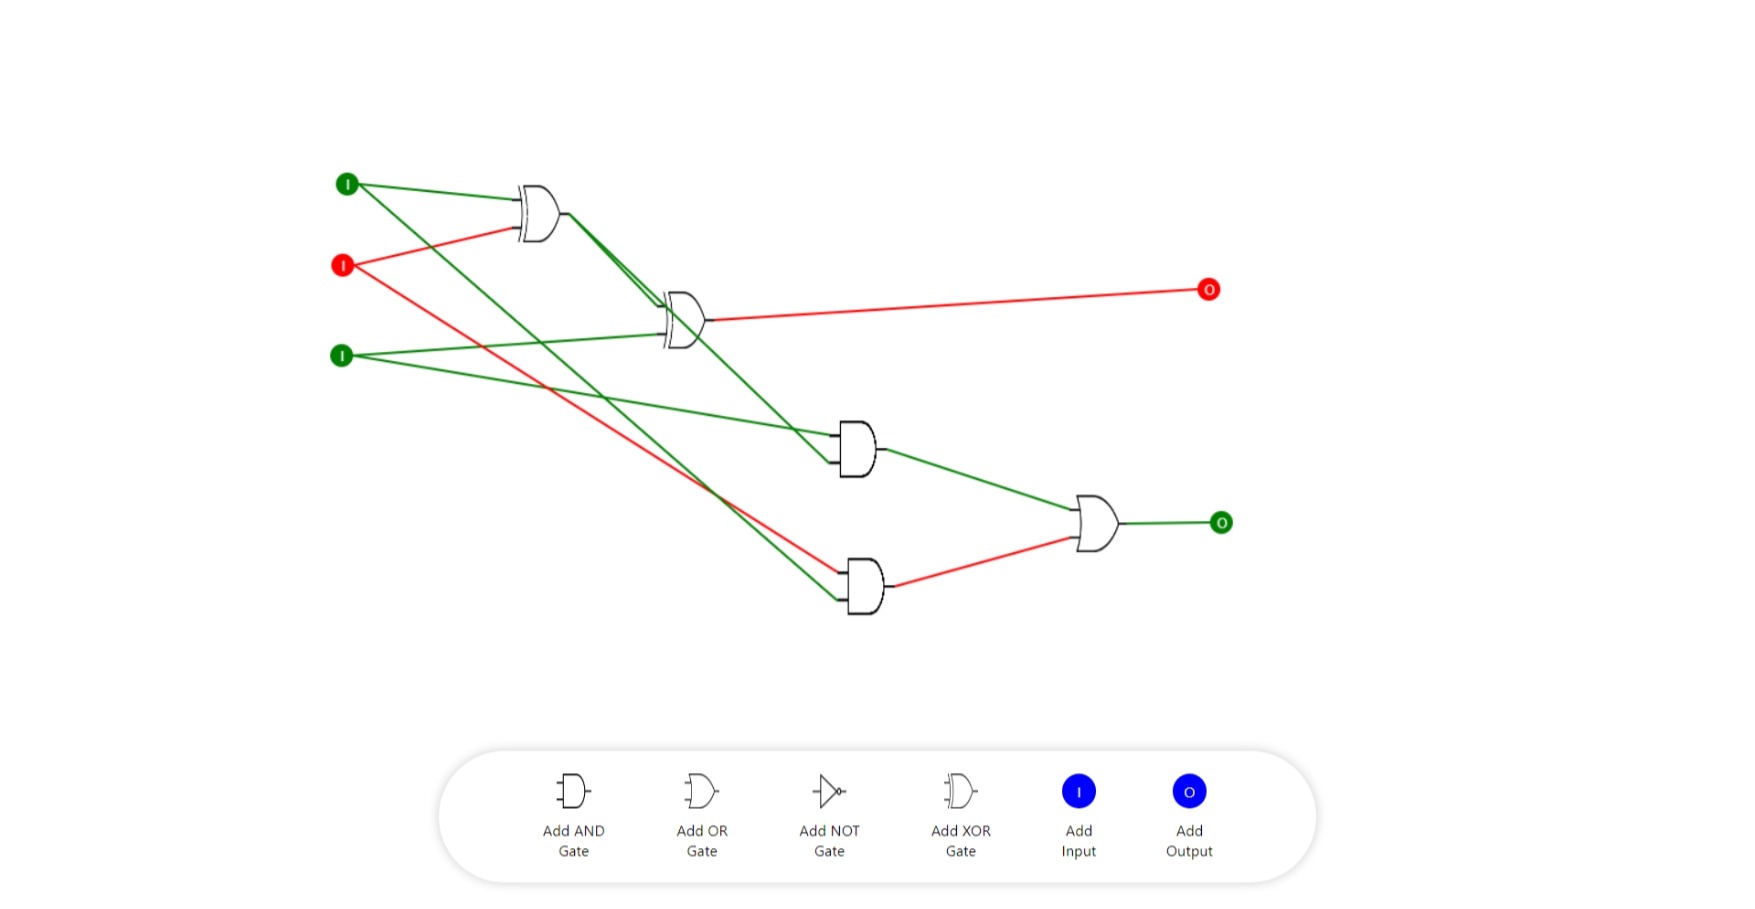 I
I
O
I
O
Add AND
Gate
Add OR
Gate
Add NOT
Gate
Add XOR
Gate
I
Add
Input
O
Add
Output